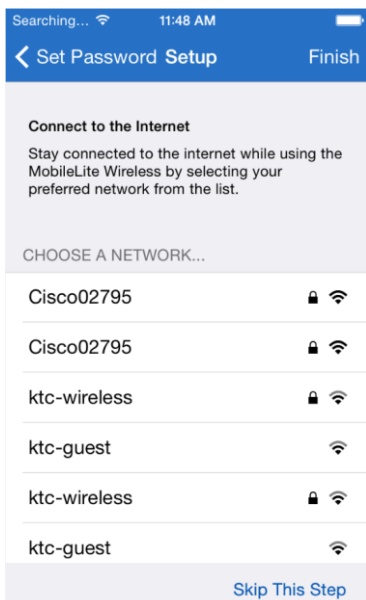 Searching... 11:48 AM
Set Password Setup Finish
Connect to the Internet
Stay connected to the internet while using the
MobileLite Wireless by selecting your
preferred network from the list.
CHOOSE A NETWORK...
Cisco02795
Cisco02795
ktc-wireless
ktc-guest
ktc-wireless
ktc-guest
Skip This Step